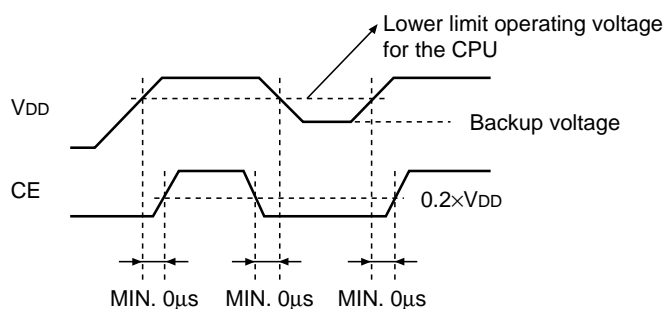 Lower limit operating voltage
for the CPU
VDD
Backup voltage
CE
0.2×VDD
MIN. 0µs MIN. 0µs MIN. 0µs